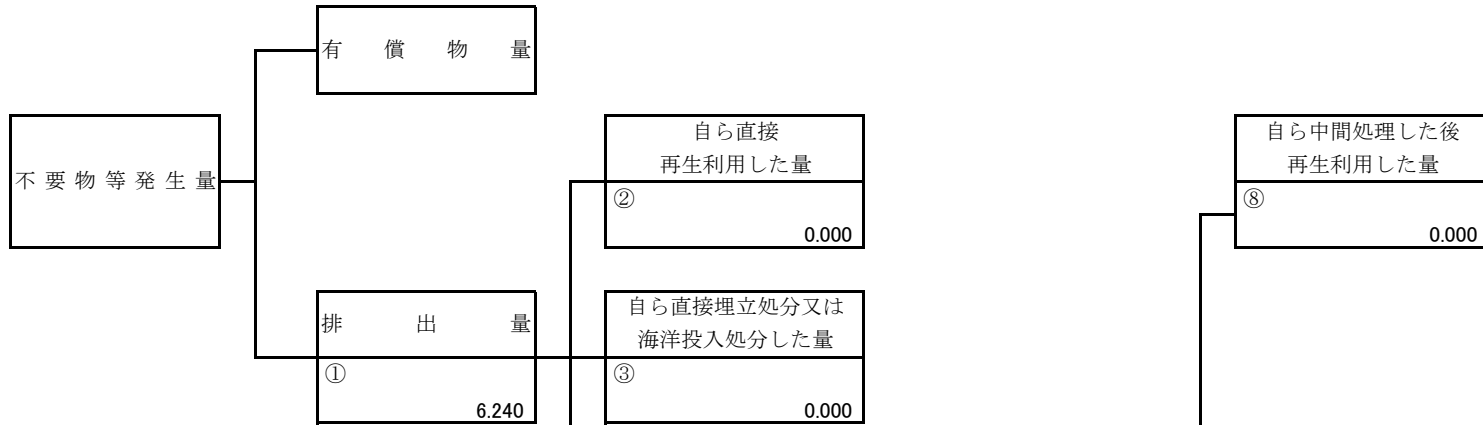 有償物量
不要物等発生量
自ら直接
再生利用した量
②
0.000
自ら中間処理した後
再生利用した量
⑧
0.000
排出量
①
6.240
自ら直接埋立処分又は
海洋投入処分した量
③
0.000